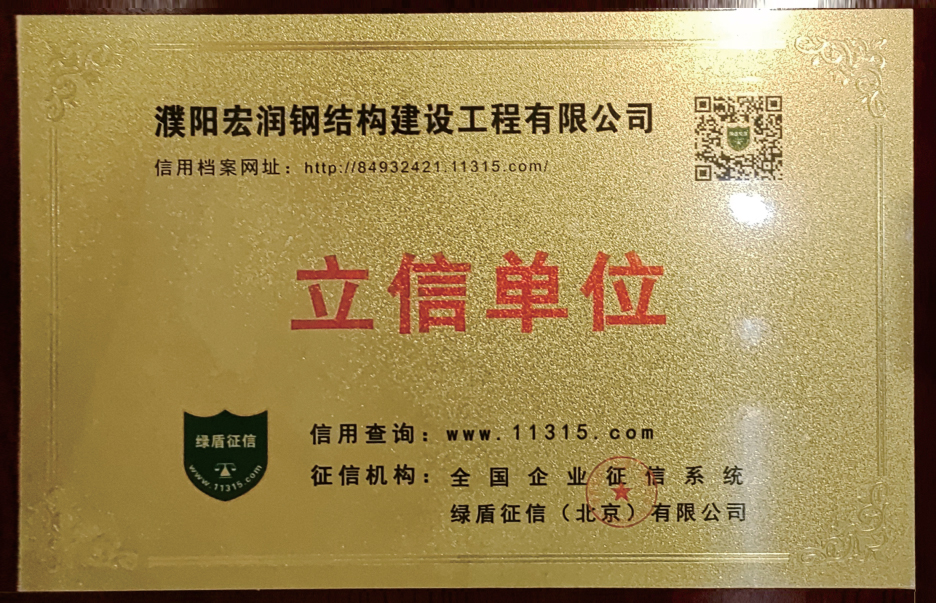 濮阳宏润钢结构建设工程有限公司
信用档案网址：http://84932421.11315.com/
立信单位
绿盾征信
www.11315.com
信用查询：www.11315.com
征信机构：全国企业征信系统
绿盾征信（北京）有限公司